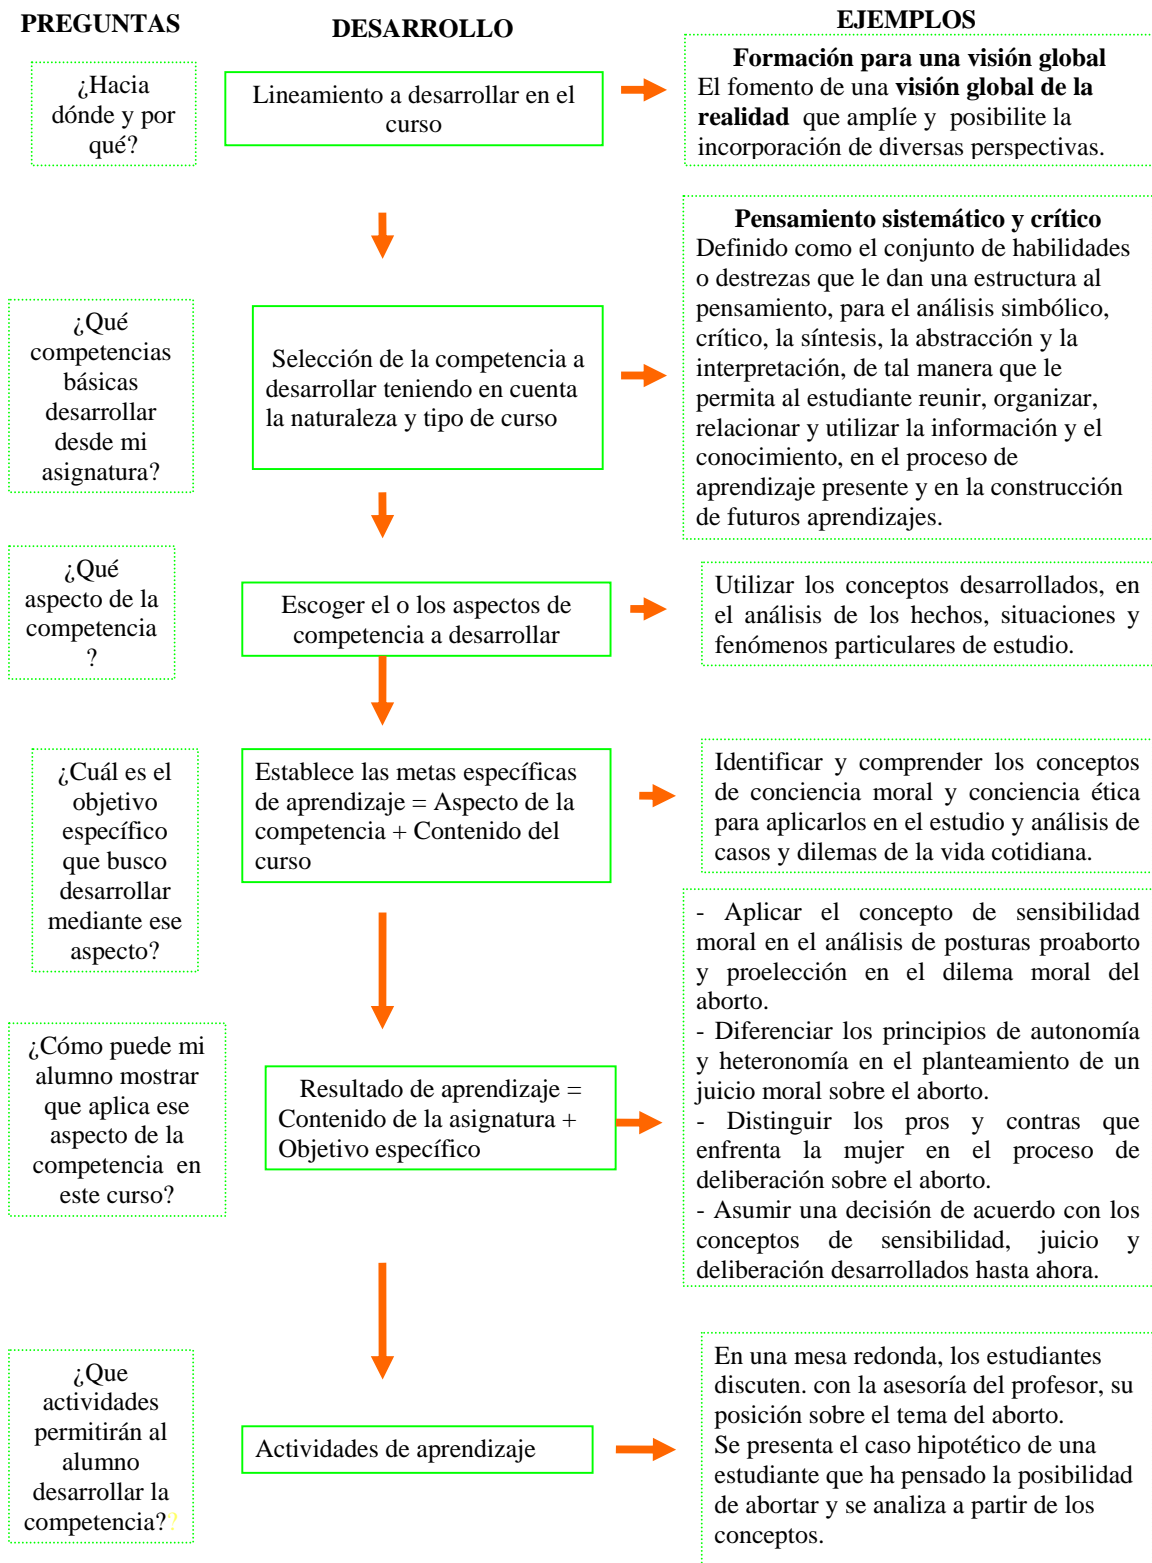 PREGUNTAS
DESARROLLO
EJEMPLOS
¿Hacia
dónde y por
qué?
Lineamiento a desarrollar en el
curso
Formación para una visión global
El fomento de una visión global de la
realidad que amplíe y posibilite la
incorporación de diversas perspectivas.
¿Qué
competencias
básicas
desarrollar
desde mi
asignatura?
Selección de la competencia a
desarrollar teniendo en cuenta
la naturaleza y tipo de curso
Pensamiento sistemático y crítico
Definido como el conjunto de habilidades
o destrezas que le dan una estructura al
pensamiento, para el análisis simbólico,
crítico, la síntesis, la abstracción y la
interpretación, de tal manera que le
permita al estudiante reunir, organizar,
relacionar y utilizar la información y el
conocimiento, en el proceso de
aprendizaje presente y en la construcción
de futuros aprendizajes.
¿Qué
aspecto de la
competencia
?
Escoger el o los aspectos de
competencia a desarrollar
Utilizar los conceptos desarrollados, en
el análisis de los hechos, situaciones y
fenómenos particulares de estudio.
¿Cuál es el
objetivo
específico
que busco
desarrollar
mediante ese
aspecto?
Establece las metas específicas
de aprendizaje = Aspecto de la
competencia + Contenido del
curso
Identificar y comprender los conceptos
de conciencia moral y conciencia ética
para aplicarlos en el estudio y análisis de
casos y dilemas de la vida cotidiana.
¿Cómo puede mi
alumno mostrar
que aplica ese
aspecto de la
competencia en
este curso?
Resultado de aprendizaje =
Contenido de la asignatura +
Objetivo específico
- Aplicar el concepto de sensibilidad
moral en el análisis de posturas proaborto
y proelección en el dilema moral del
aborto.
- Diferenciar los principios de autonomía
y heteronomía en el planteamiento de un
juicio moral sobre el aborto.
- Distinguir los pros y contras que
enfrenta la mujer en el proceso de
deliberación sobre el aborto.
- Asumir una decisión de acuerdo con los
conceptos de sensibilidad, juicio y
deliberación desarrollados hasta ahora.
¿Que
actividades
permitirán al
alumno
desarrollar la
competencia??
Actividades de aprendizaje
En una mesa redonda, los estudiantes
discuten. con la asesoría del profesor, su
posición sobre el tema del aborto.
Se presenta el caso hipotético de una
estudiante que ha pensado la posibilidad
de abortar y se analiza a partir de los
conceptos.